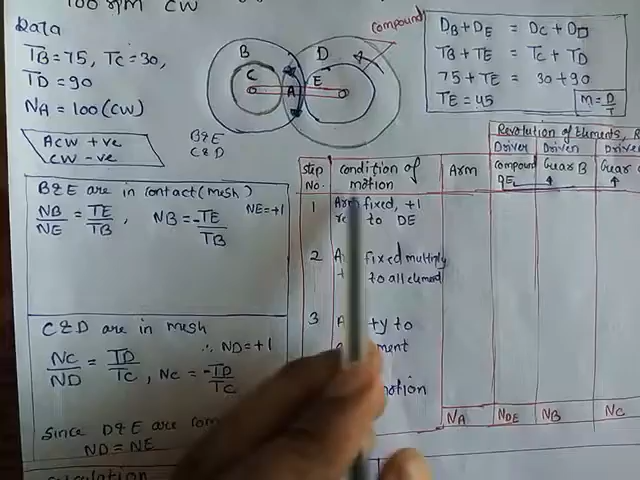 100 rpm CW
Data
TB = 75, TC = 30,
TD = 90
NA = 100 (CW)
ACW +ve
CW -ve
B
C
A
D
E
B&E
C&D
compound
DB + DE = DC + DD
TB + TE = TC + TD
75 + TE = 30 + 90
TE = 45
m = D/T
B&E are in contact (mesh)
NB/NE = TE/TB, NB = -TE/TB NE = +1
C&D are in mesh
NC/ND = TD/TC, NC = -TD/TC ∴ ND = +1
Since D&E are com
ND = NE
Calculation
Revolution of Elements, R
step No.
condition of motion
Arm
Driver
compound DE
Driven
Gear B
Driven
Gear
1
Arm fixed, +1
to DE
2
fixed multiply
to all element
3
+y to
ment
otion
NA
NDE
NB
NC